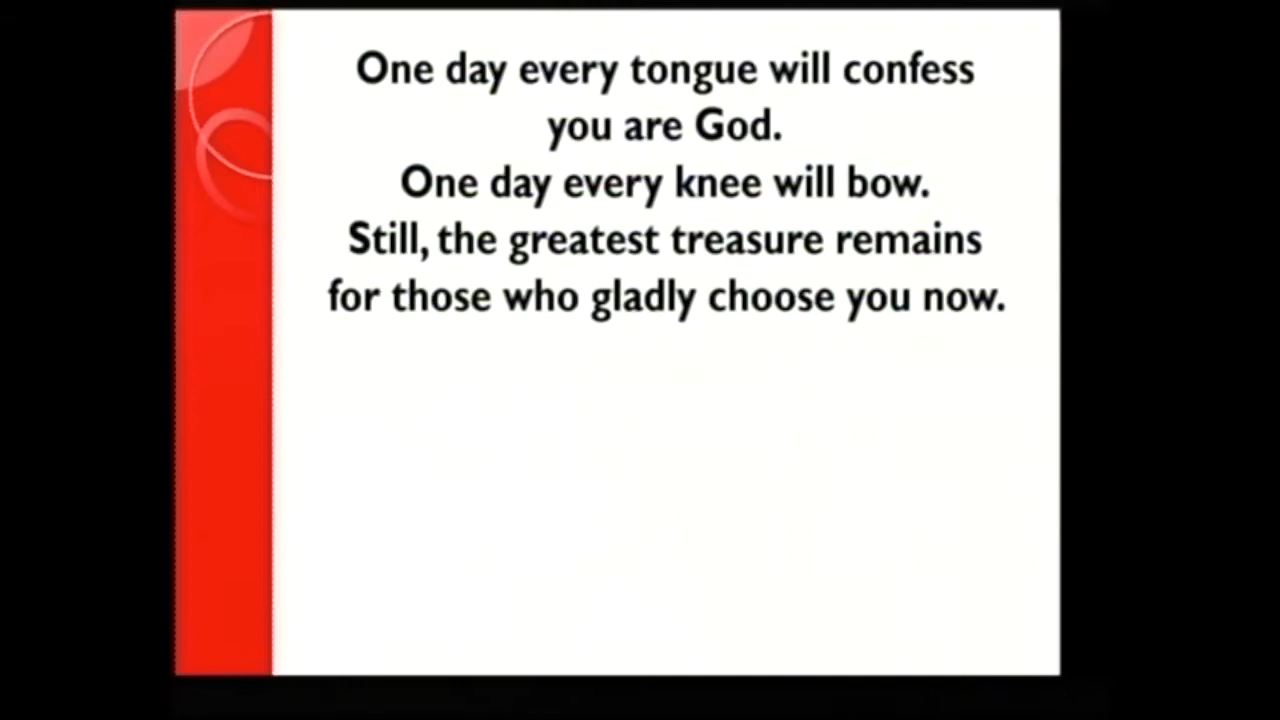 One day every tongue will confess
you are God.
One day every knee will bow.
Still, the greatest treasure remains
for those who gladly choose you now.